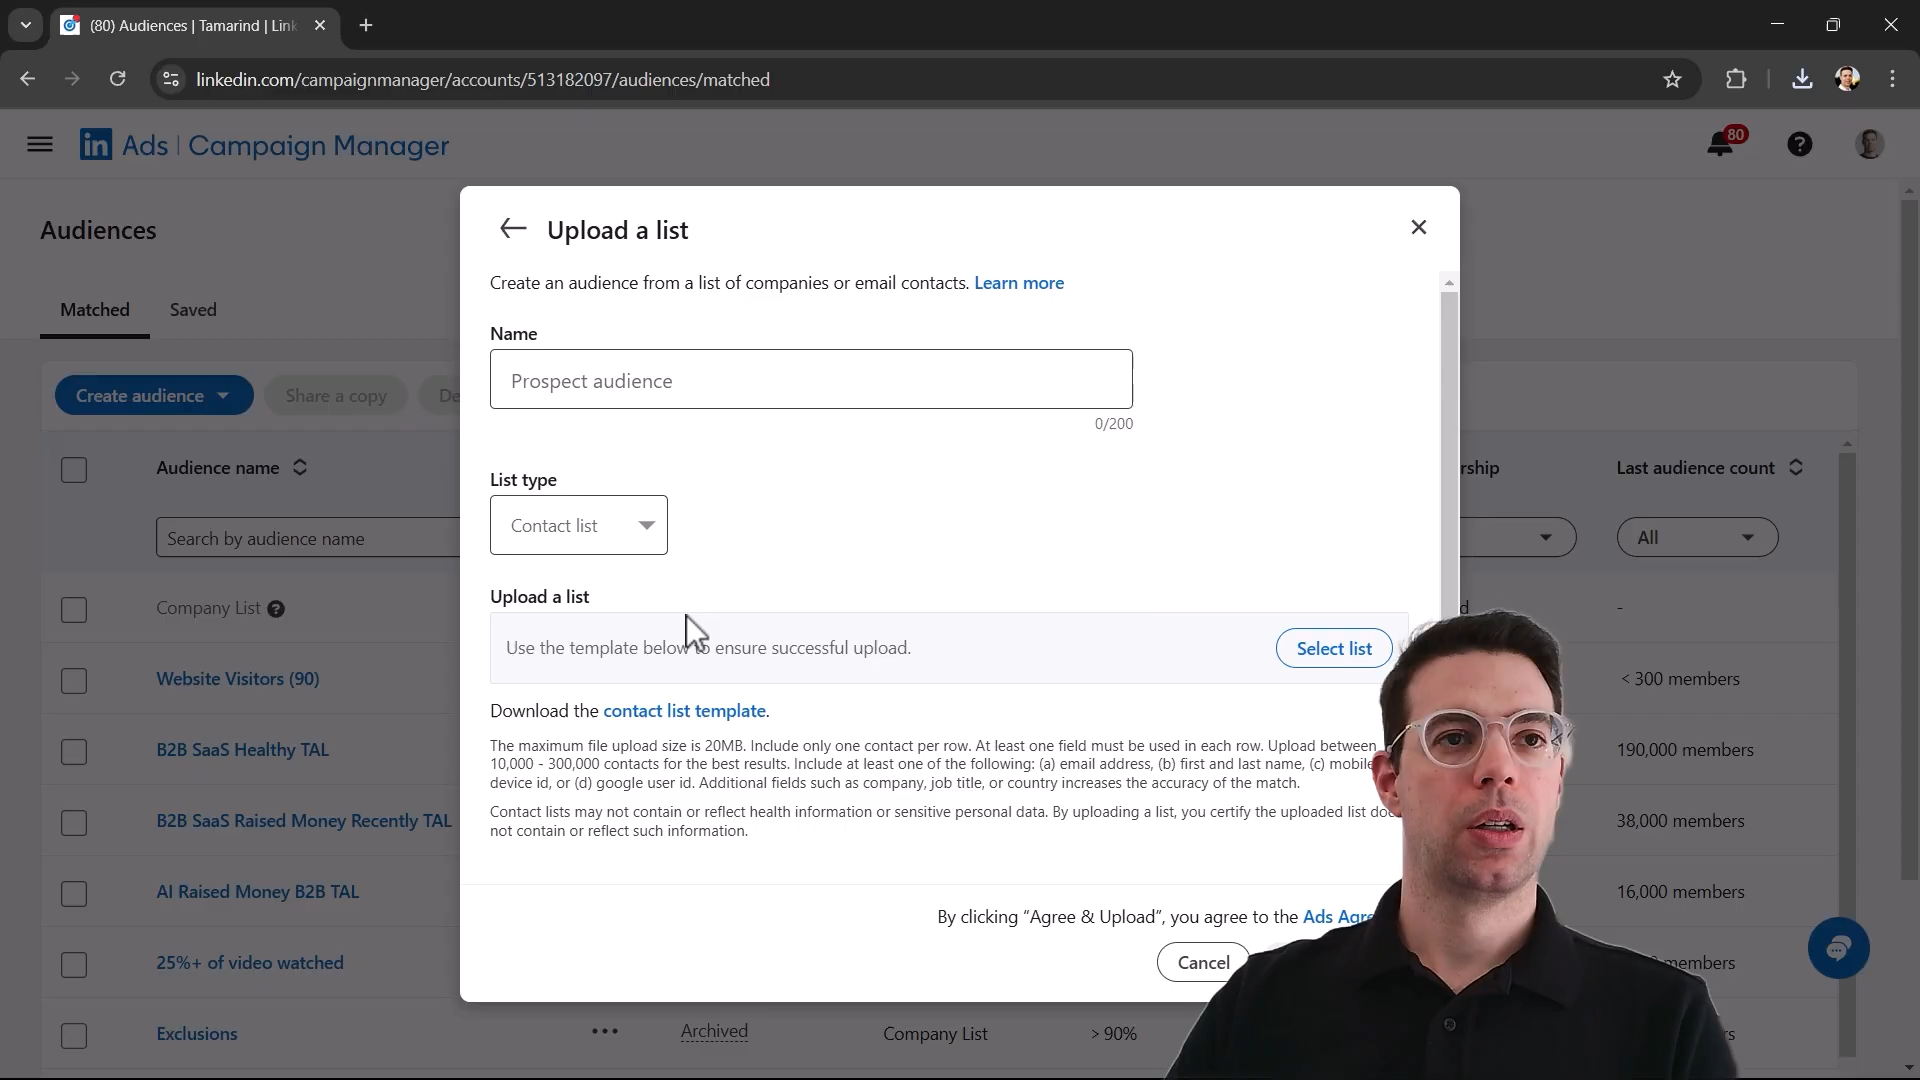 (80) Audiences | Tamarind | Link
linkedin.com/campaignmanager/accounts/513182097/audiences/matched
in Ads | Campaign Manager
80
Audiences
Matched
Saved
Create audience
Share a copy
De
Audience name
rship
Last audience count
Search by audience name
All
Company List
d
-
Website Visitors (90)
< 300 members
B2B SaaS Healthy TAL
190,000 members
B2B SaaS Raised Money Recently TAL
38,000 members
AI Raised Money B2B TAL
16,000 members
25%+ of video watched
members
Exclusions
Archived
Company List
> 90%
rs
Upload a list
Create an audience from a list of companies or email contacts. Learn more
Name
Prospect audience
0/200
List type
Contact list
Upload a list
Use the template below to ensure successful upload.
Select list
Download the contact list template.
The maximum file upload size is 20MB. Include only one contact per row. At least one field must be used in each row. Upload between
10,000 - 300,000 contacts for the best results. Include at least one of the following: (a) email address, (b) first and last name, (c) mobile
device id, or (d) google user id. Additional fields such as company, job title, or country increases the accuracy of the match.
Contact lists may not contain or reflect health information or sensitive personal data. By uploading a list, you certify the uploaded list doe
not contain or reflect such information.
By clicking "Agree & Upload", you agree to the Ads Agre
Cancel